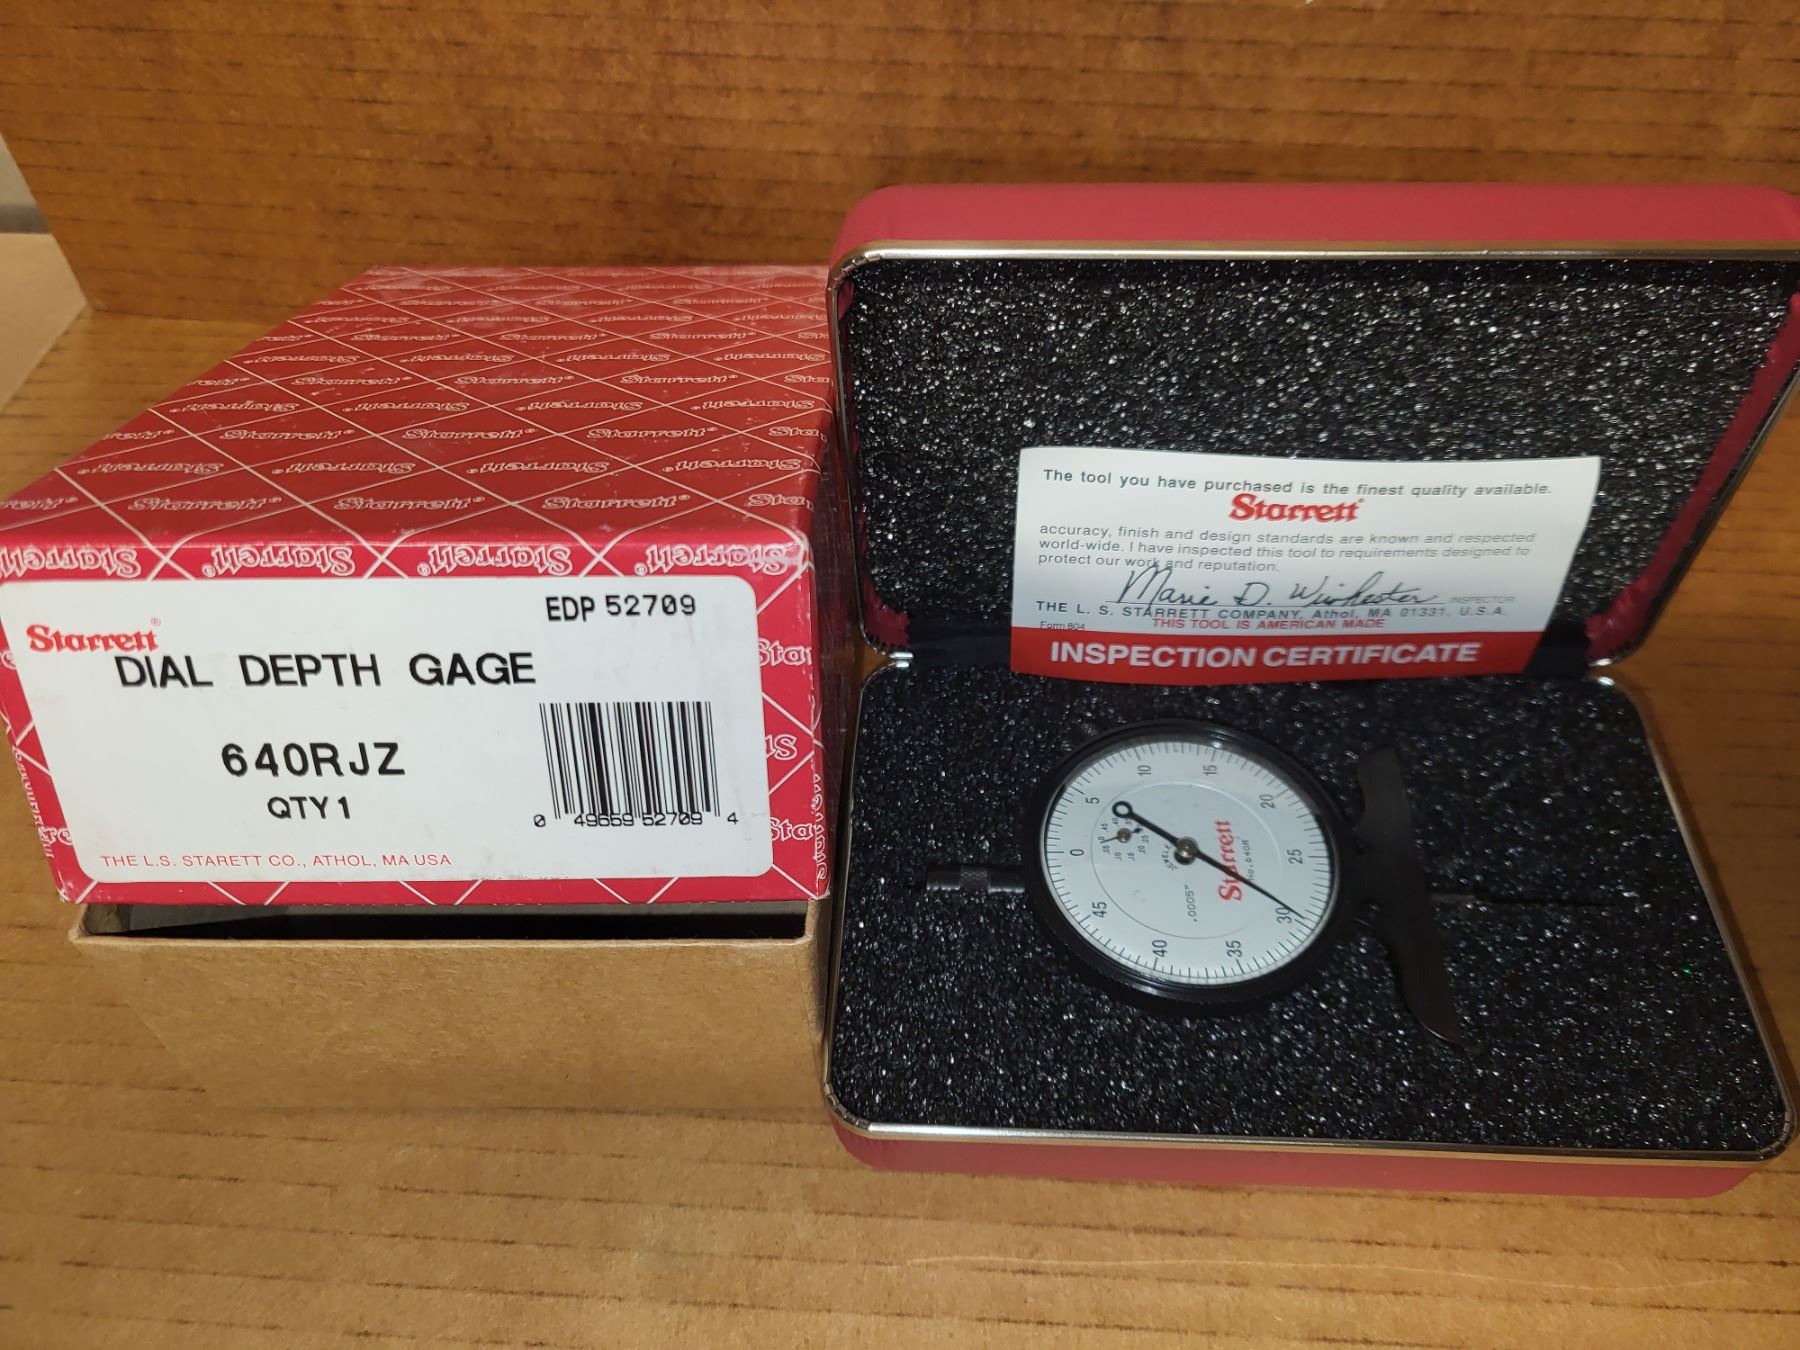 Starrett®
EDP 52709
DIAL DEPTH GAGE
640RJZ
QTY 1
0 49659 52709 4
THE L.S. STARETT CO., ATHOL, MA USA
The tool you have purchased is the finest quality available.
Starrett®
accuracy, finish and design standards are known and respected
world-wide. I have inspected this tool to requirements designed to
protect our work and reputation.
Marie D. Winchester INSPECTOR
THE L. S. STARRETT COMPANY, Athol, MA 01331, U.S.A.
Form 804
THIS TOOL IS AMERICAN MADE
INSPECTION CERTIFICATE
0
5
10
15
20
25
30
35
40
45
Starrett
No. 640R
.0005"